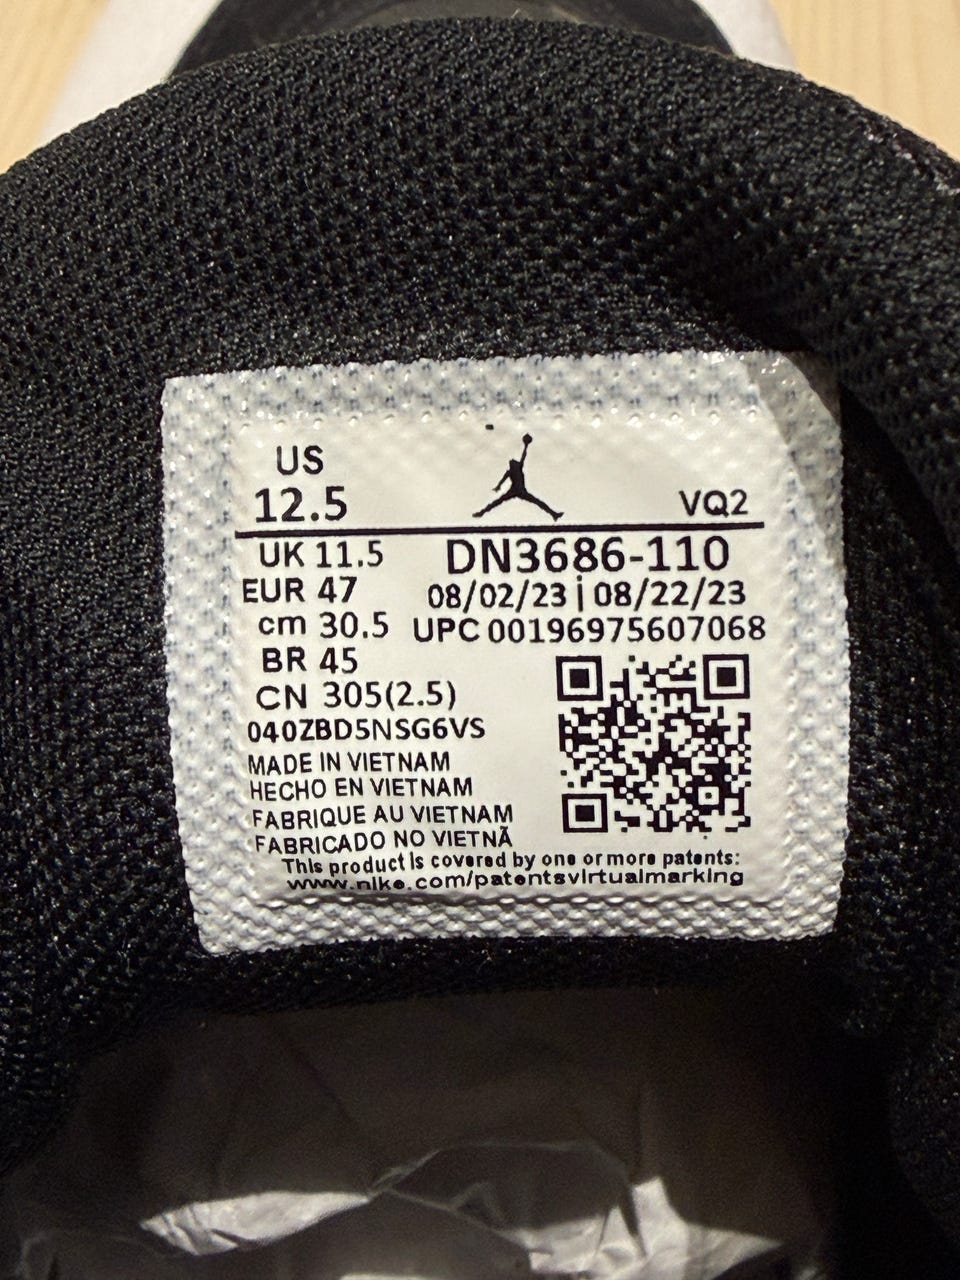 US
12.5
VQ2
UK 11.5
DN3686-110
EUR 47
08/02/23 | 08/22/23
cm 30.5
UPC 00196975607068
BR 45
CN 305(2.5)
040ZBD5NSG6VS
MADE IN VIETNAM
HECHO EN VIETNAM
FABRIQUE AU VIETNAM
FABRICADO NO VIETNÃ
This product is covered by one or more patents:
www.nike.com/patentsvirtualmarking